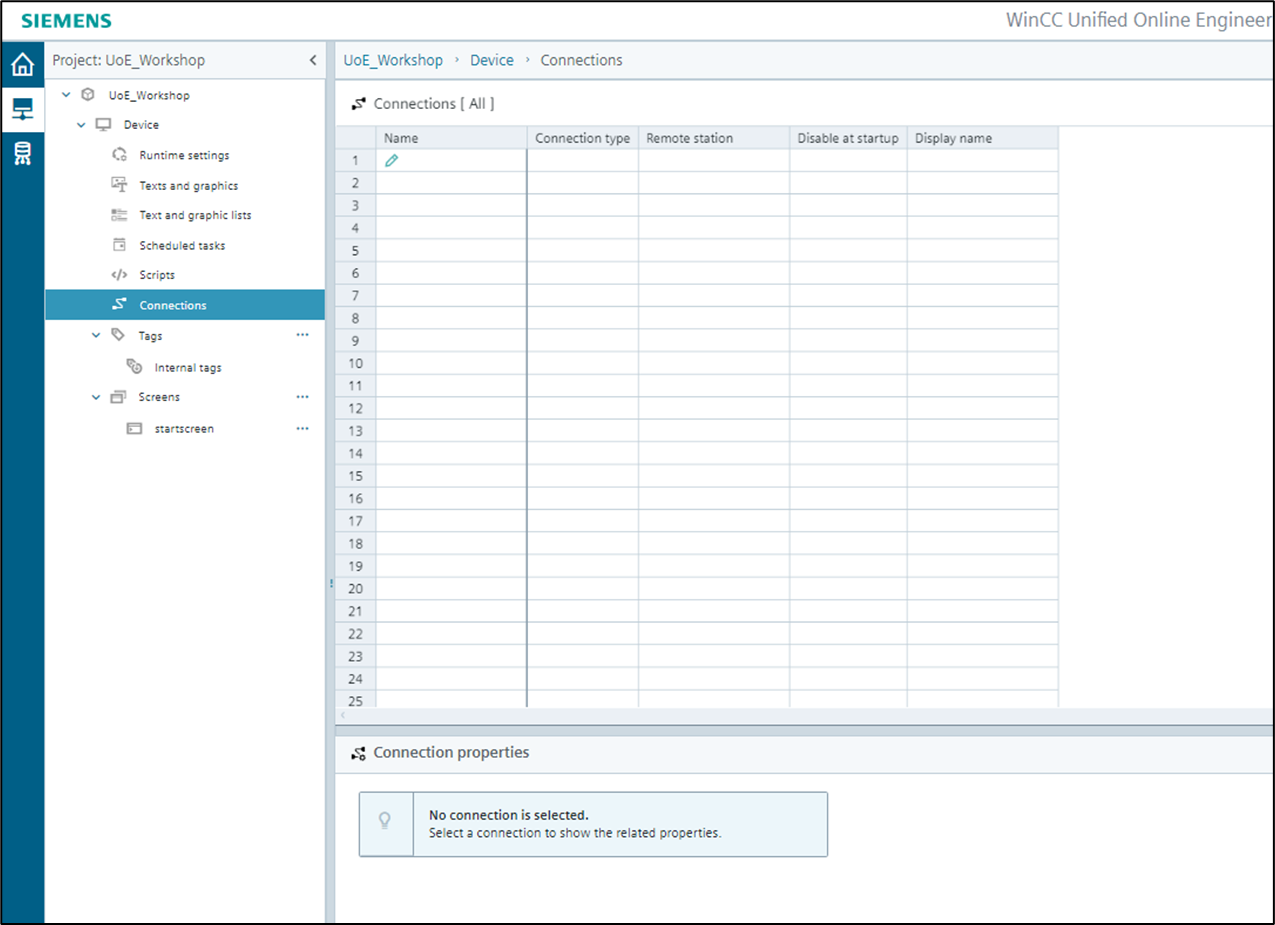 SIEMENS
WinCC Unified Online Engineer
Project: UoE_Workshop
UoE_Workshop
Device
Runtime settings
Texts and graphics
Text and graphic lists
Scheduled tasks
Scripts
Connections
Tags
Internal tags
Screens
startscreen
UoE_Workshop > Device > Connections
Connections [ All ]
Name Connection type Remote station Disable at startup Display name
1
2
3
4
5
6
7
8
9
10
11
12
13
14
15
16
17
18
19
20
21
22
23
24
25
Connection properties
No connection is selected.
Select a connection to show the related properties.